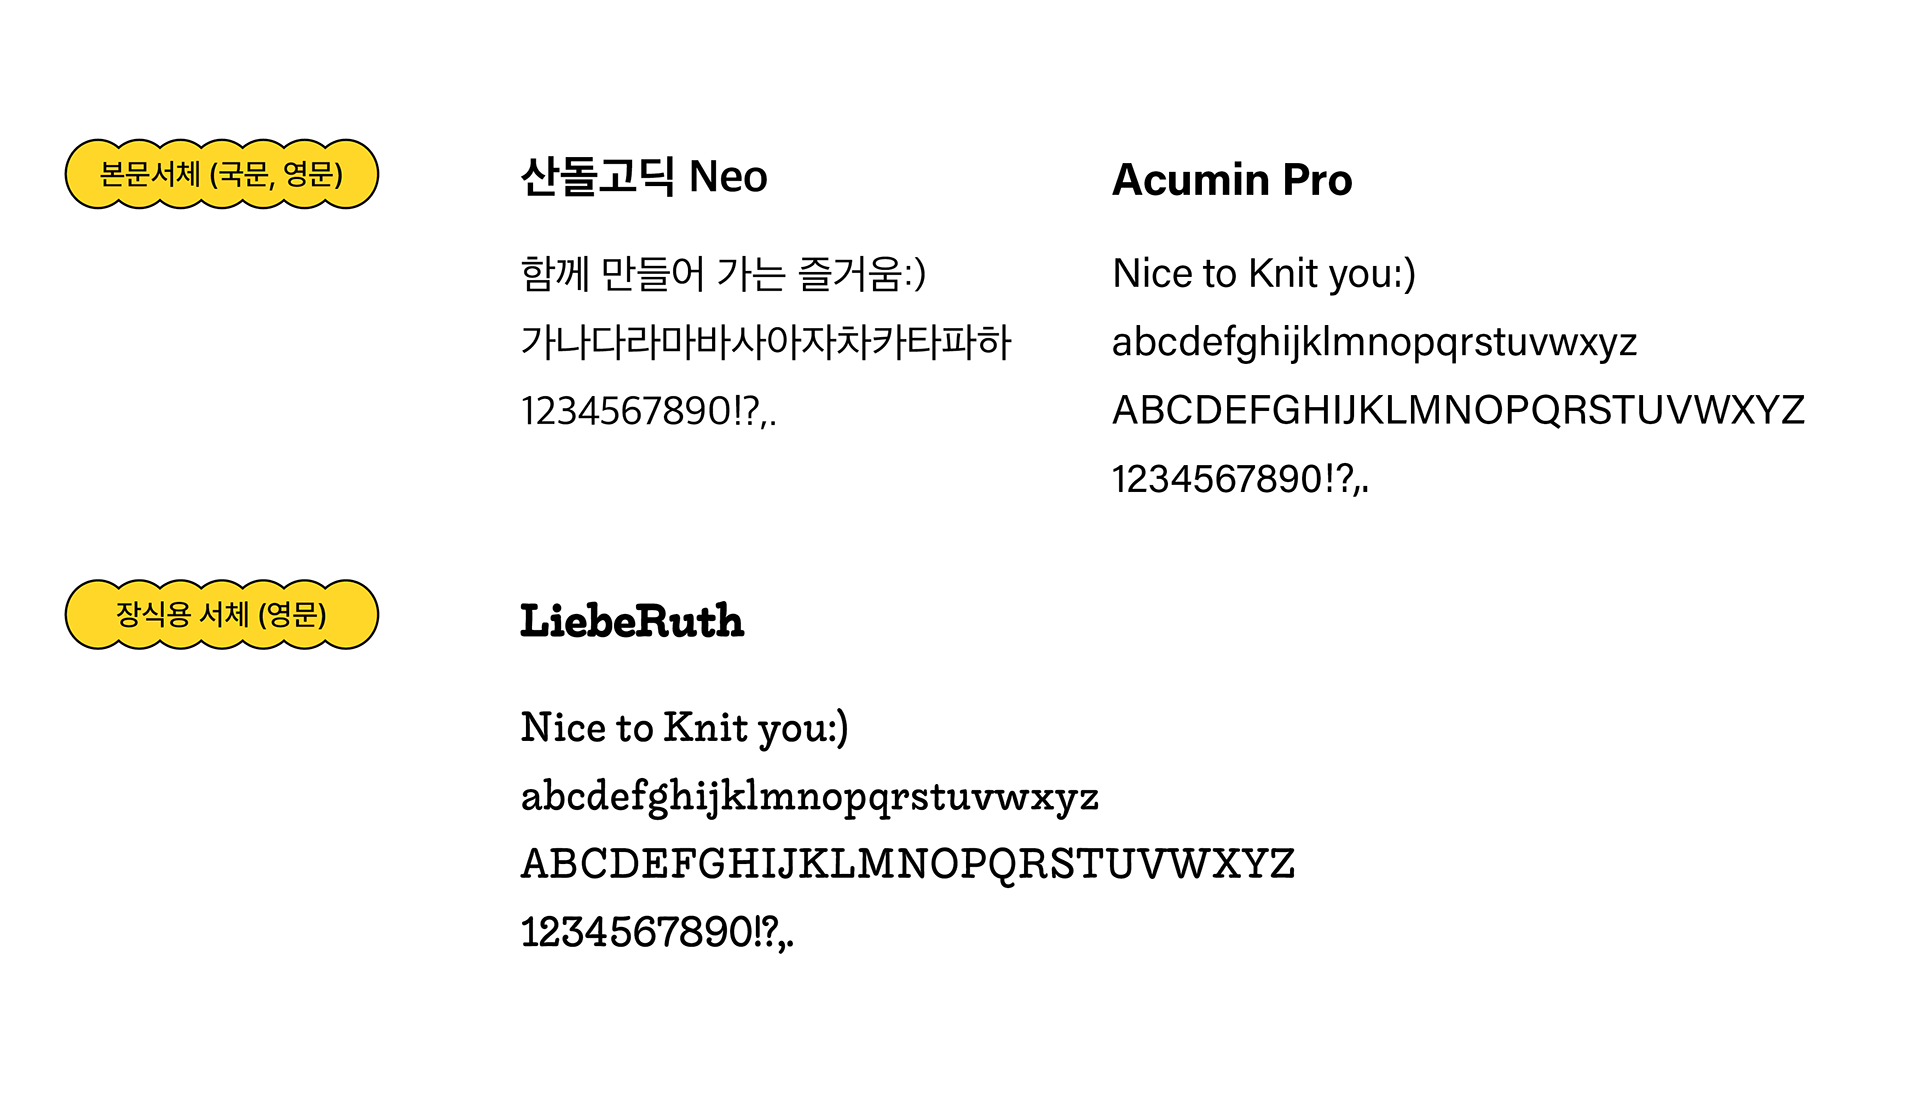 본문서체 (국문, 영문)
산돌고딕 Neo
함께 만들어 가는 즐거움:)
가나다라마바사아자차카타파하
1234567890!?,.
Acumin Pro
Nice to Knit you:)
abcdefghijklmnopqrstuvwxyz
ABCDEFGHIJKLMNOPQRSTUVWXYZ
1234567890!?,.
장식용 서체 (영문)
LiebeRuth
Nice to Knit you:)
abcdefghijklmnopqrstuvwxyz
ABCDEFGHIJKLMNOPQRSTUVWXYZ
1234567890!?,.